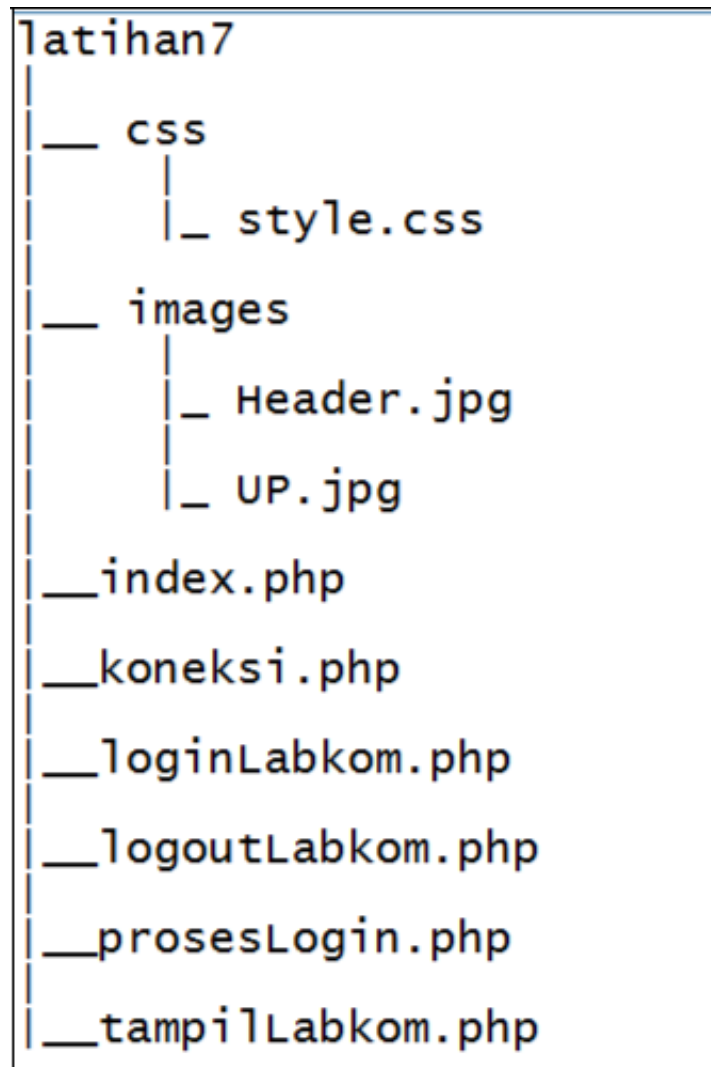 latihan7
|
|__ css
|     |
|     |_ style.css
|
|__ images
|     |
|     |_ Header.jpg
|     |
|     |_ UP.jpg
|
|__index.php
|
|__koneksi.php
|
|__loginLabkom.php
|
|__logoutLabkom.php
|
|__prosesLogin.php
|
|__tampilLabkom.php